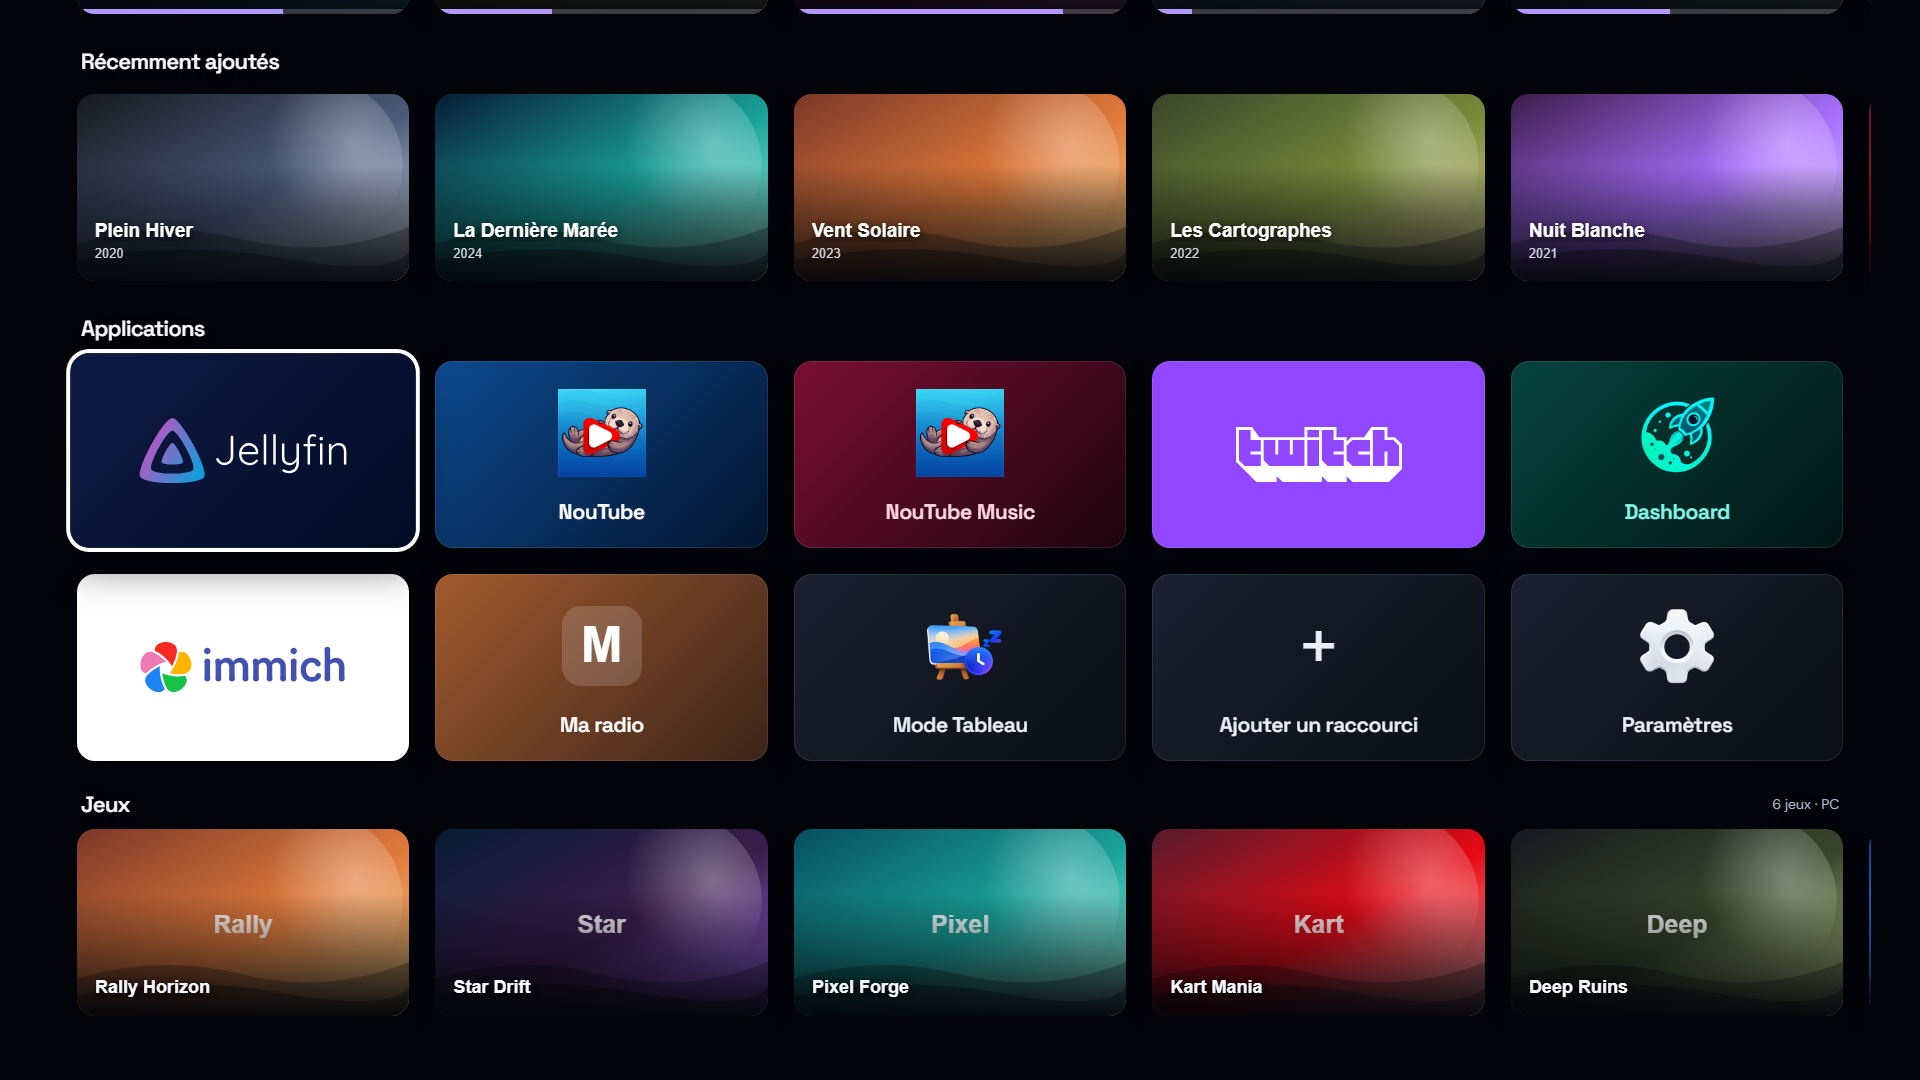 Récemment ajoutés
Plein Hiver
2020
La Dernière Marée
2024
Vent Solaire
2023
Les Cartographes
2022
Nuit Blanche
2021
Applications
Jellyfin
NouTube
NouTube Music
twitch
Dashboard
immich
M
Ma radio
z z
Mode Tableau
+
Ajouter un raccourci
Paramètres
Jeux
6 jeux · PC
Rally
Rally Horizon
Star
Star Drift
Pixel
Pixel Forge
Kart
Kart Mania
Deep
Deep Ruins